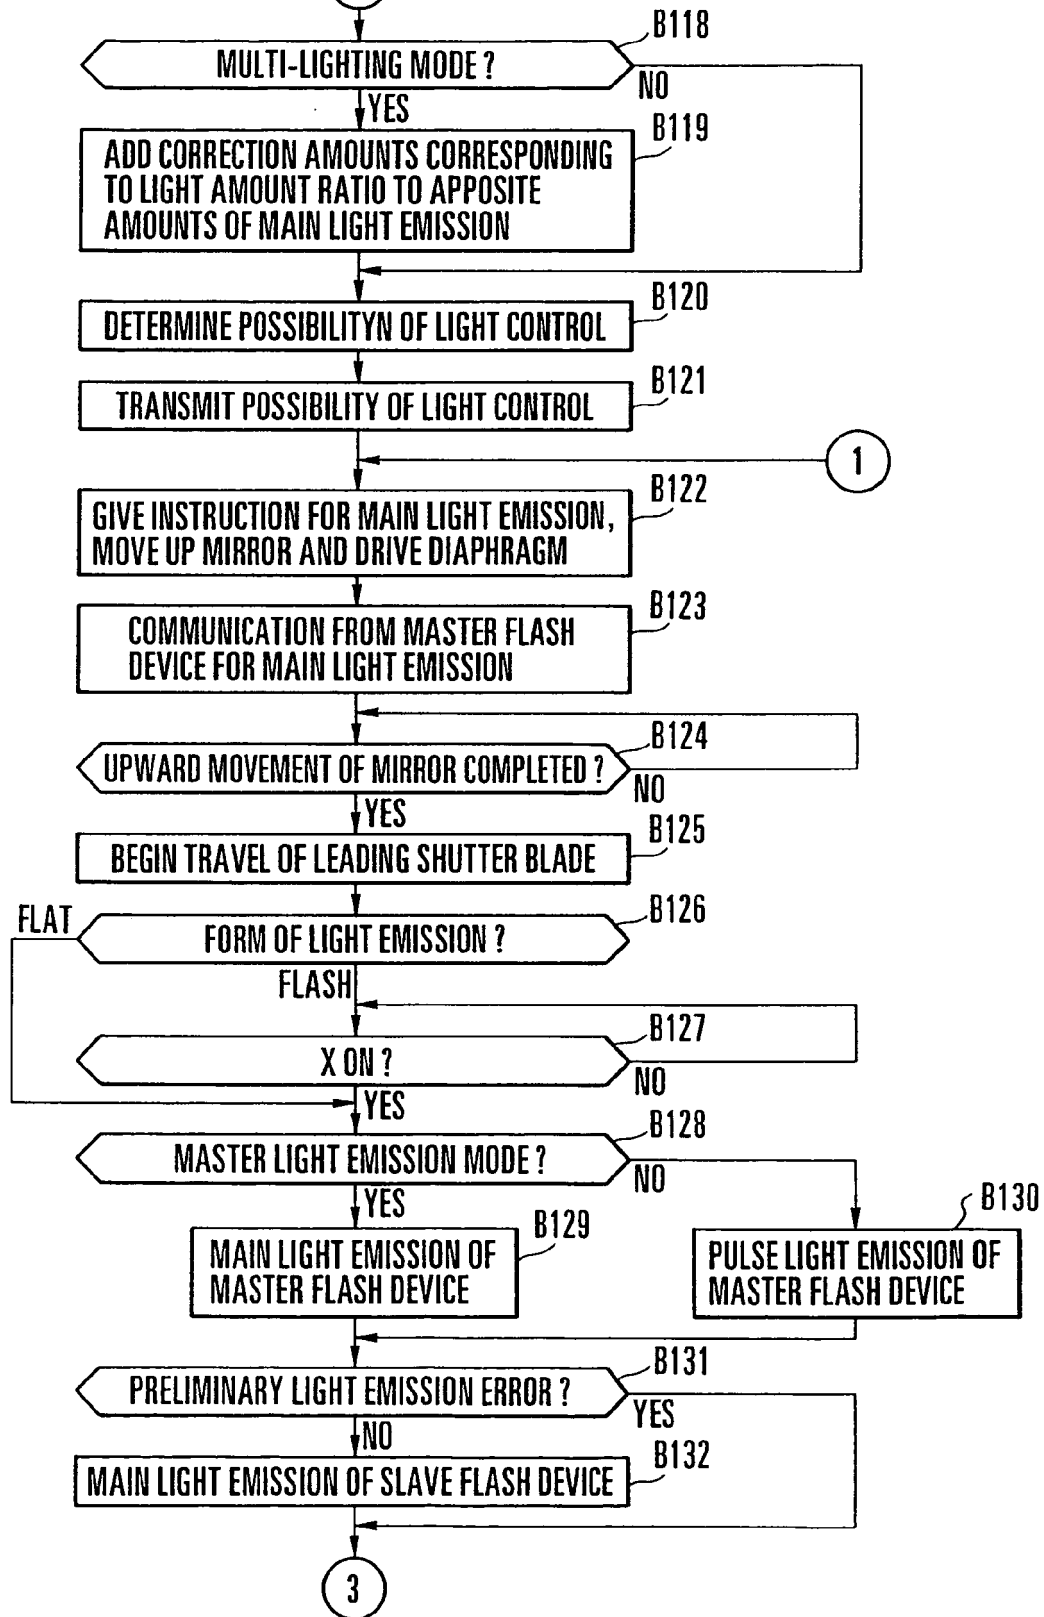 B118
MULTI-LIGHTING MODE ?
NO
YES
B119
ADD CORRECTION AMOUNTS CORRESPONDING
TO LIGHT AMOUNT RATIO TO APPOSITE
AMOUNTS OF MAIN LIGHT EMISSION
B120
DETERMINE POSSIBILITYN OF LIGHT CONTROL
B121
TRANSMIT POSSIBILITY OF LIGHT CONTROL
1
B122
GIVE INSTRUCTION FOR MAIN LIGHT EMISSION,
MOVE UP MIRROR AND DRIVE DIAPHRAGM
B123
COMMUNICATION FROM MASTER FLASH
DEVICE FOR MAIN LIGHT EMISSION
B124
UPWARD MOVEMENT OF MIRROR COMPLETED ?
NO
YES
B125
BEGIN TRAVEL OF LEADING SHUTTER BLADE
B126
FLAT
FORM OF LIGHT EMISSION ?
FLASH
B127
X ON ?
NO
YES
B128
MASTER LIGHT EMISSION MODE ?
NO
YES
B129
MAIN LIGHT EMISSION OF
MASTER FLASH DEVICE
B130
PULSE LIGHT EMISSION OF
MASTER FLASH DEVICE
B131
PRELIMINARY LIGHT EMISSION ERROR ?
YES
NO
B132
MAIN LIGHT EMISSION OF SLAVE FLASH DEVICE
3